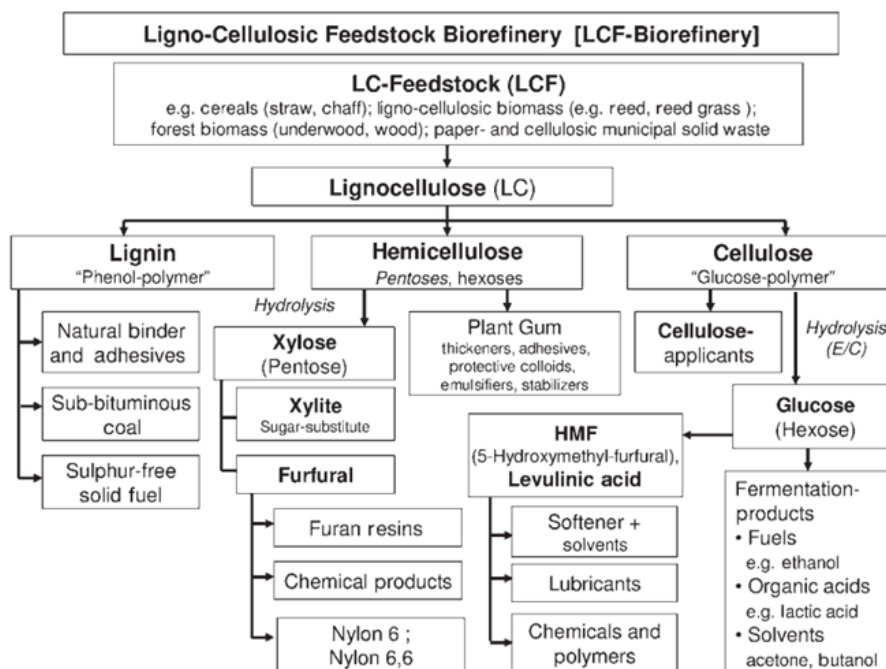 Ligno-Cellulosic Feedstock Biorefinery [LCF-Biorefinery]
LC-Feedstock (LCF)
e.g. cereals (straw, chaff); ligno-cellulosic biomass (e.g. reed, reed grass );
forest biomass (underwood, wood); paper- and cellulosic municipal solid waste
Lignocellulose (LC)
Lignin
“Phenol-polymer”
Hemicellulose
Pentoses, hexoses
Cellulose
“Glucose-polymer”
Hydrolysis
Natural binder
and adhesives
Sub-bituminous
coal
Sulphur-free
solid fuel
Xylose
(Pentose)
Xylite
Sugar-substitute
Furfural
Furan resins
Chemical products
Nylon 6 ;
Nylon 6,6
Plant Gum
thickeners, adhesives,
protective colloids,
emulsifiers, stabilizers
Cellulose-
applicants
Hydrolysis
(E/C)
Glucose
(Hexose)
HMF
(5-Hydroxymethyl-furfural),
Levulinic acid
Softener +
solvents
Lubricants
Chemicals and
polymers
Fermentation-
products
• Fuels
e.g. ethanol
• Organic acids
e.g. lactic acid
• Solvents
acetone, butanol